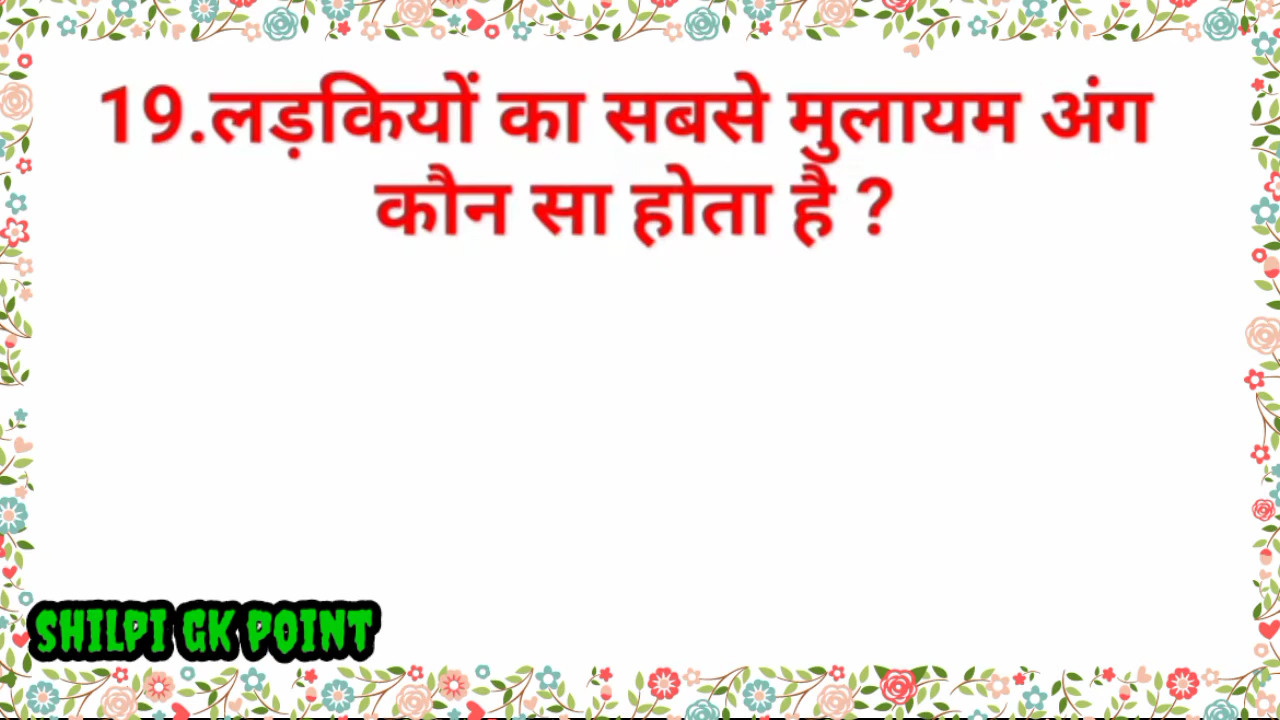 19.लड़कियों का सबसे मुलायम अंग
कौन सा होता है ?
SHILPI GK POINT